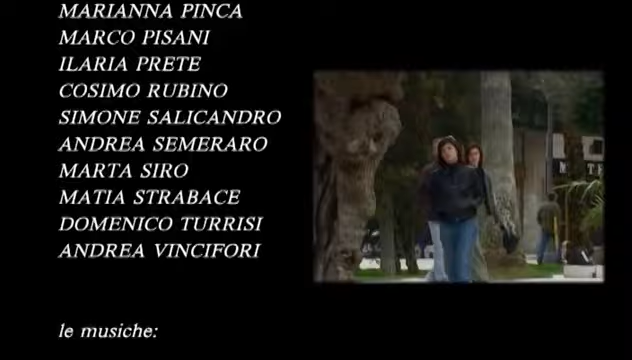 MARIANNA PINCA
MARCO PISANI
ILARIA PRETE
COSIMO RUBINO
SIMONE SALICANDRO
ANDREA SEMERARO
MARTA SIRO
MATIA STRABACE
DOMENICO TURRISI
ANDREA VINCIFORI
le musiche: